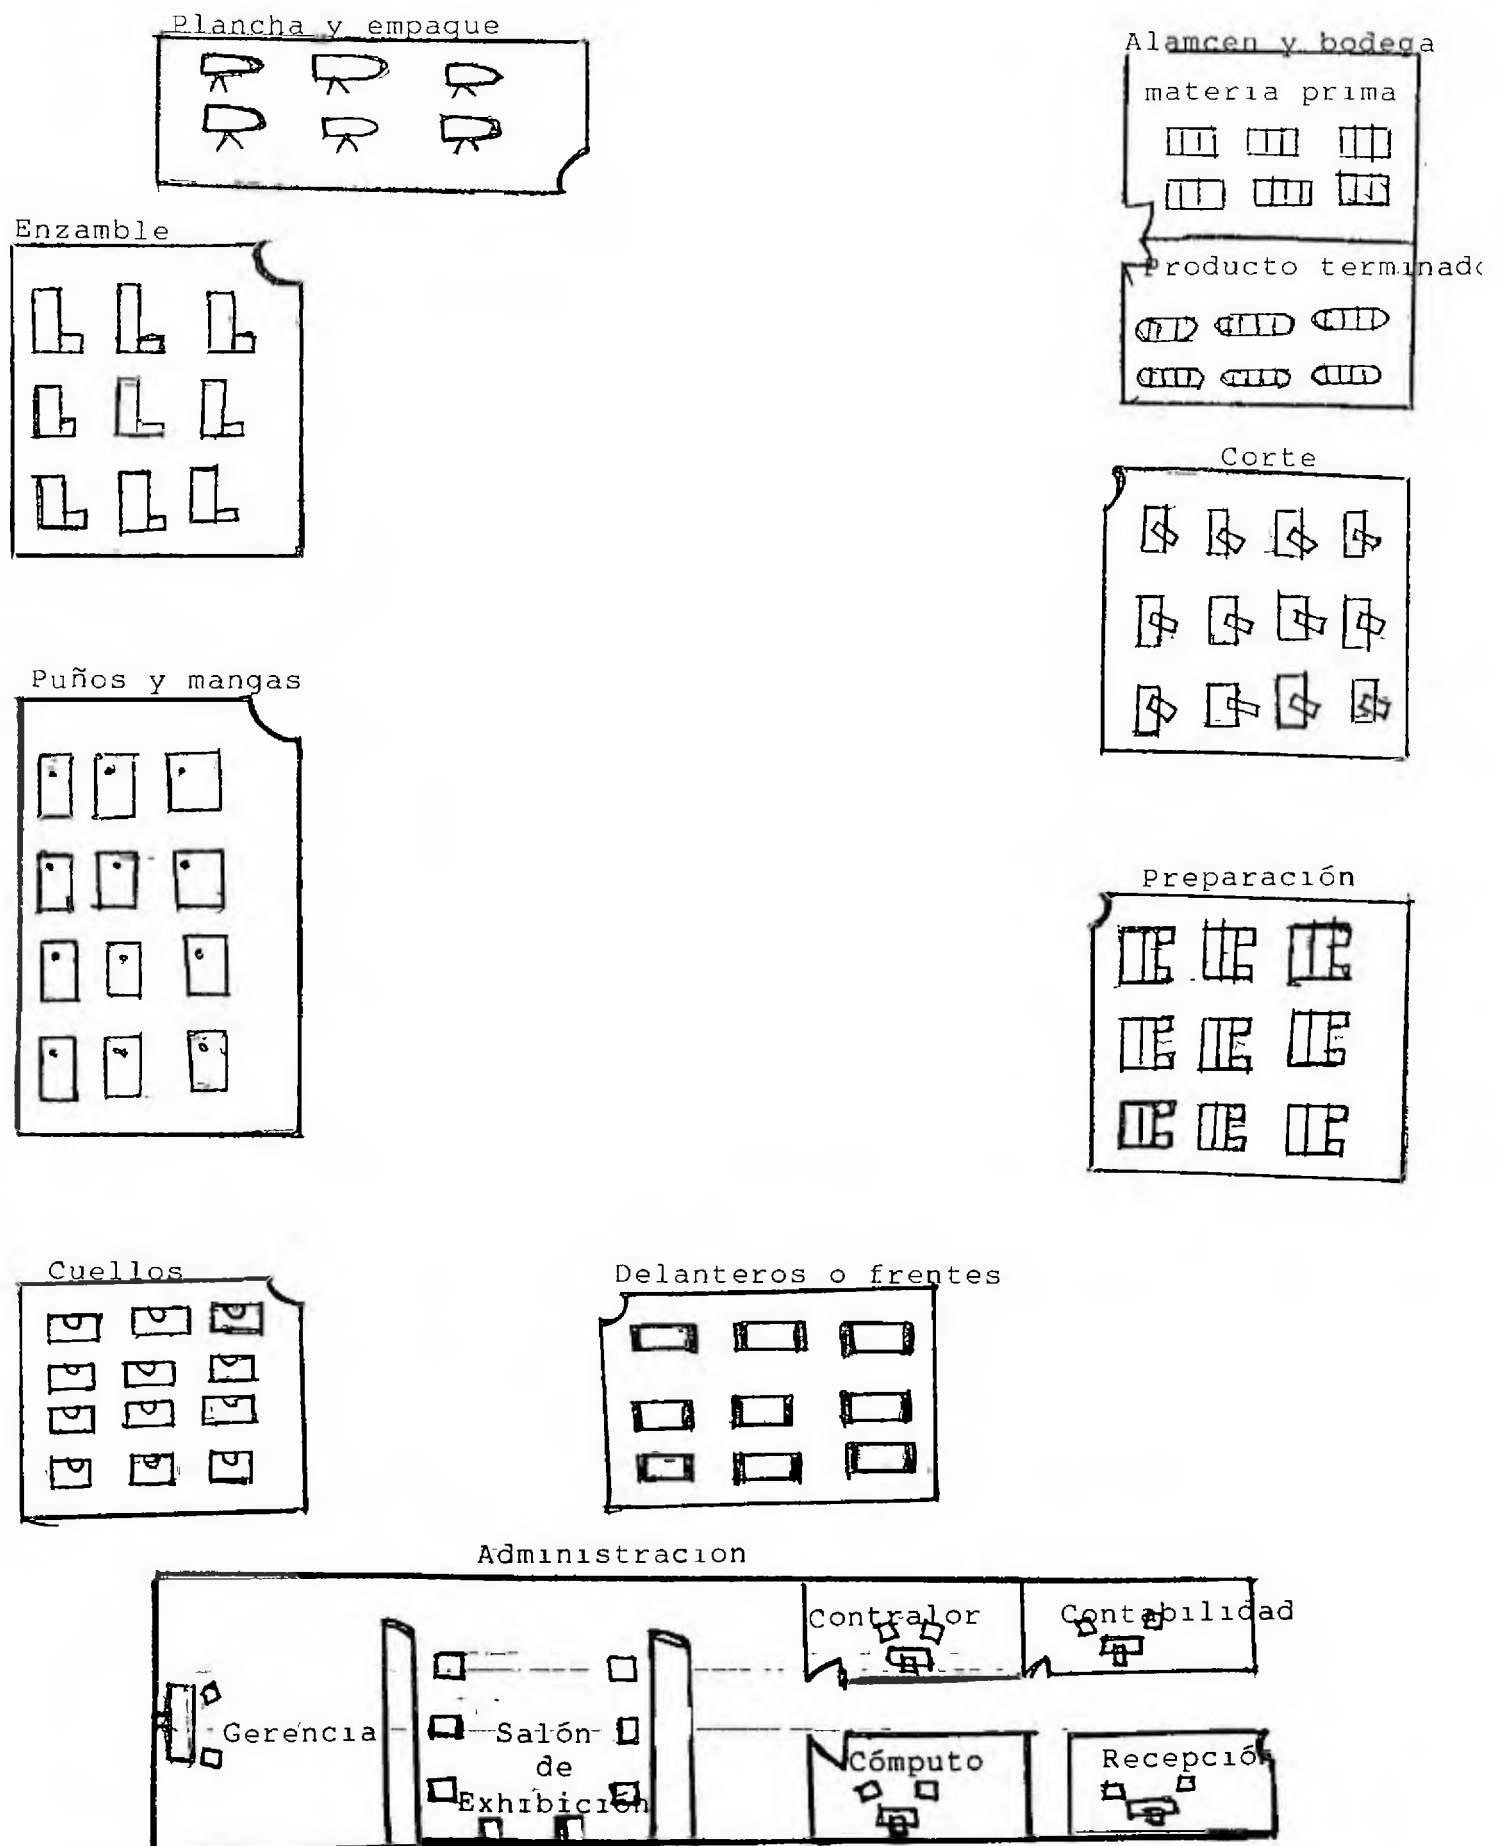 Plancha y empaque
Alamcen y bodega
materia prima
Enzamble
Producto terminado
Corte
Puños y mangas
Preparación
Cuellos
Delanteros o frentes
Administracion
Contralor
Contabilidad
Gerencia
Salón
de
Exhibición
Cómputo
Recepción